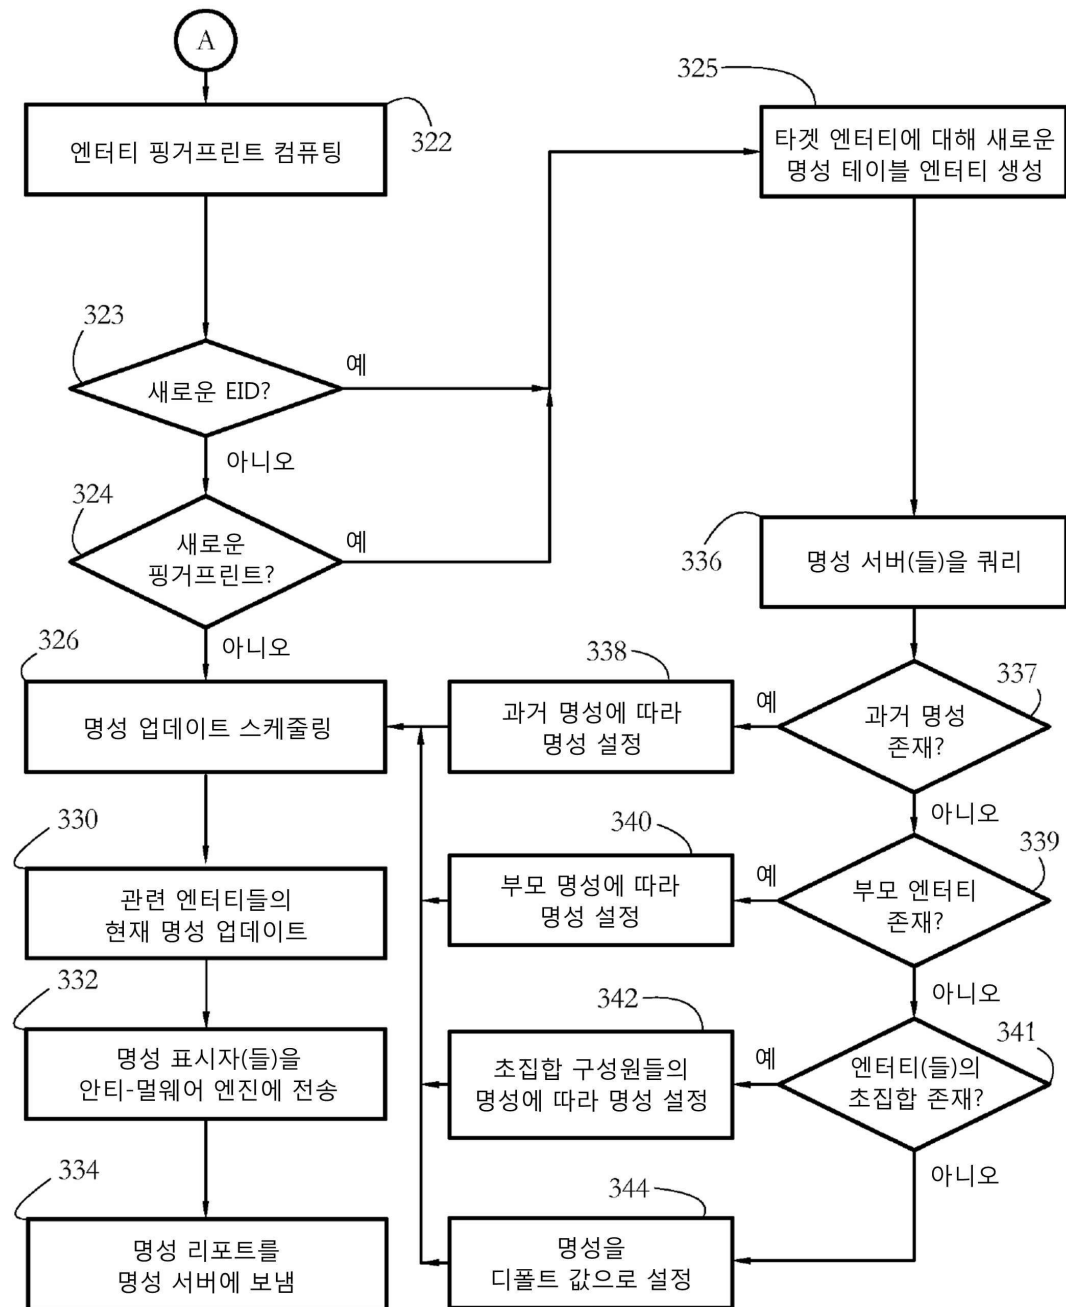 A
엔터티 핑거프린트 컴퓨팅
322
325
타겟 엔터티에 대해 새로운
명성 테이블 엔터티 생성
323
새로운 EID?
예
아니오
324
새로운
핑거프린트?
예
아니오
336
명성 서버(들)을 쿼리
326
명성 업데이트 스케줄링
338
과거 명성에 따라
명성 설정
예
337
과거 명성
존재?
아니오
330
관련 엔터티들의
현재 명성 업데이트
340
부모 명성에 따라
명성 설정
예
339
부모 엔터티
존재?
아니오
332
명성 표시자(들)을
안티-멀웨어 엔진에 전송
342
초집합 구성원들의
명성에 따라 명성 설정
예
341
엔터티(들)의
초집합 존재?
아니오
334
명성 리포트를
명성 서버에 보냄
344
명성을
디폴트 값으로 설정